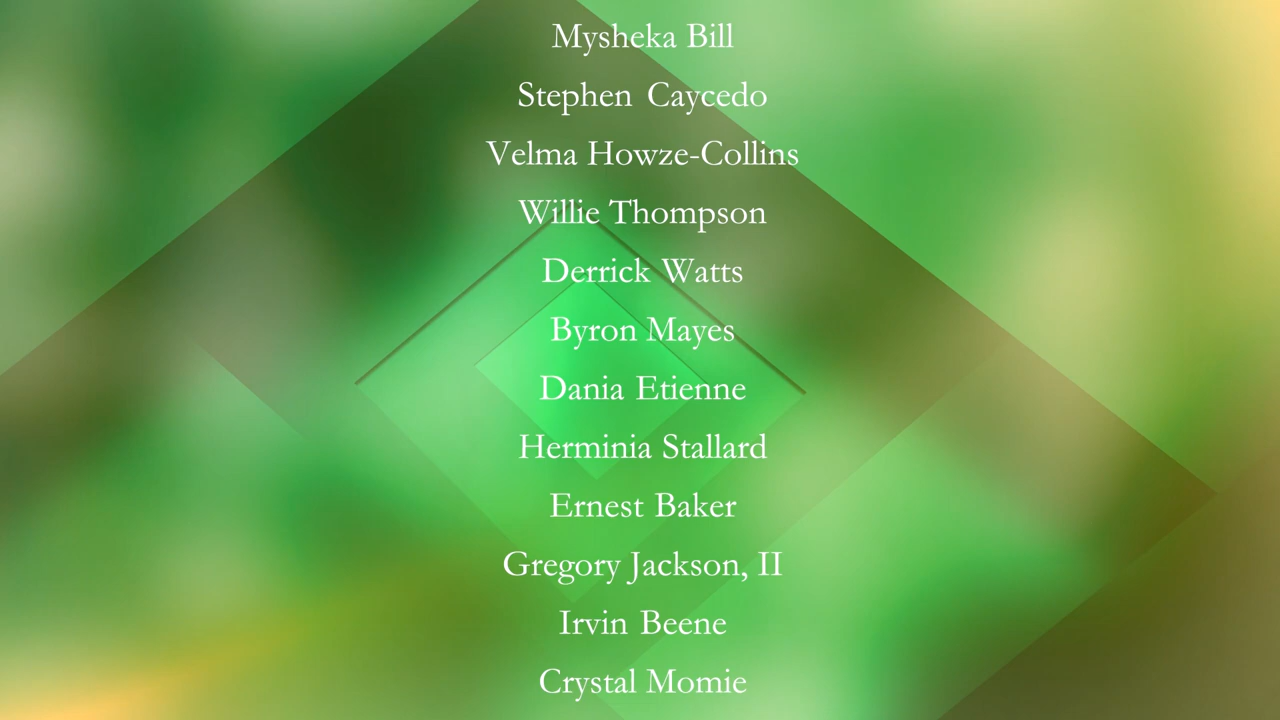 Mysheka Bill
Stephen Caycedo
Velma Howze-Collins
Willie Thompson
Derrick Watts
Byron Mayes
Dania Etienne
Herminia Stallard
Ernest Baker
Gregory Jackson, II
Irvin Beene
Crystal Momie